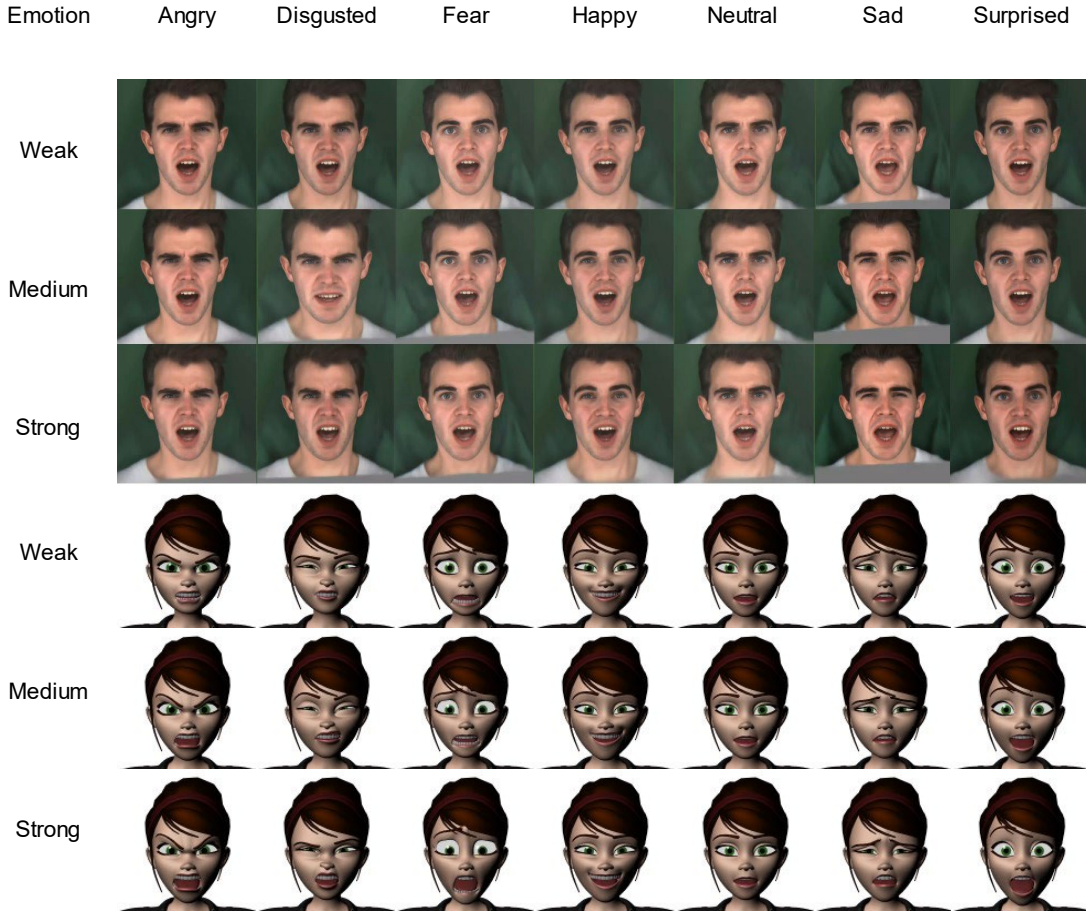 Emotion Angry Disgusted Fear Happy Neutral Sad Surprised
Weak
Medium
Strong
Weak
Medium
Strong